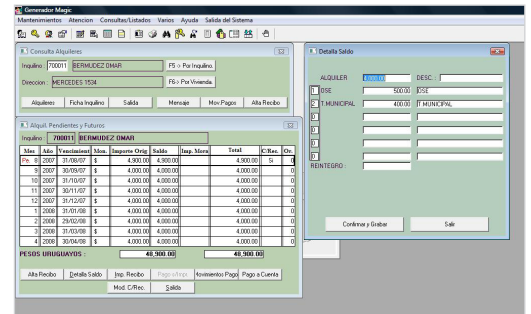 Generador Magic
Mantenimientos Atencion Consultas/Listados Varios Ayuda Salida del Sistema
Consulta Alquileres
Inquilino : 700011 BERMUDEZ OMAR F5 -> Por Inquilino.
Direccion : MERCEDES 1534 F6-> Por Vivienda.
Alquileres Ficha Inquilino Salida Mensaje Mov.Pagos Alta Recibo
Alquil. Pendientes y Futuros
Inquilino : 700011 BERMUDEZ OMAR
Mes Año Vencimient Mon. Importe Orig Saldo Imp. Mora Total C/Rec. Or.
Pe. 8 2007 31/08/07 $ 4,900.00 4,900.00 4,900.00 Si 0
9 2007 30/09/07 $ 4,000.00 4,000.00 4,000.00 0
10 2007 31/10/07 $ 4,000.00 4,000.00 4,000.00 0
11 2007 30/11/07 $ 4,000.00 4,000.00 4,000.00 0
12 2007 31/12/07 $ 4,000.00 4,000.00 4,000.00 0
1 2008 31/01/08 $ 4,000.00 4,000.00 4,000.00 0
2 2008 29/02/08 $ 4,000.00 4,000.00 4,000.00 0
3 2008 31/03/08 $ 4,000.00 4,000.00 4,000.00 0
4 2008 30/04/08 $ 4,000.00 4,000.00 4,000.00 0
PESOS URUGUAYOS : 48,900.00 48,900.00
Alta Recibo Detalla Saldo Imp. Recibo Movimientos Pago Pago a Cuenta
Mod. C/Rec. Salida
Detalla Saldo
ALQUILER 4,000.00 DESC. :
1 OSE 500.00 OSE
2 T.MUNICIPAL 400.00 T.MUNICIPAL
0
0
0
REINTEGRO :
Confirmar y Grabar Salir